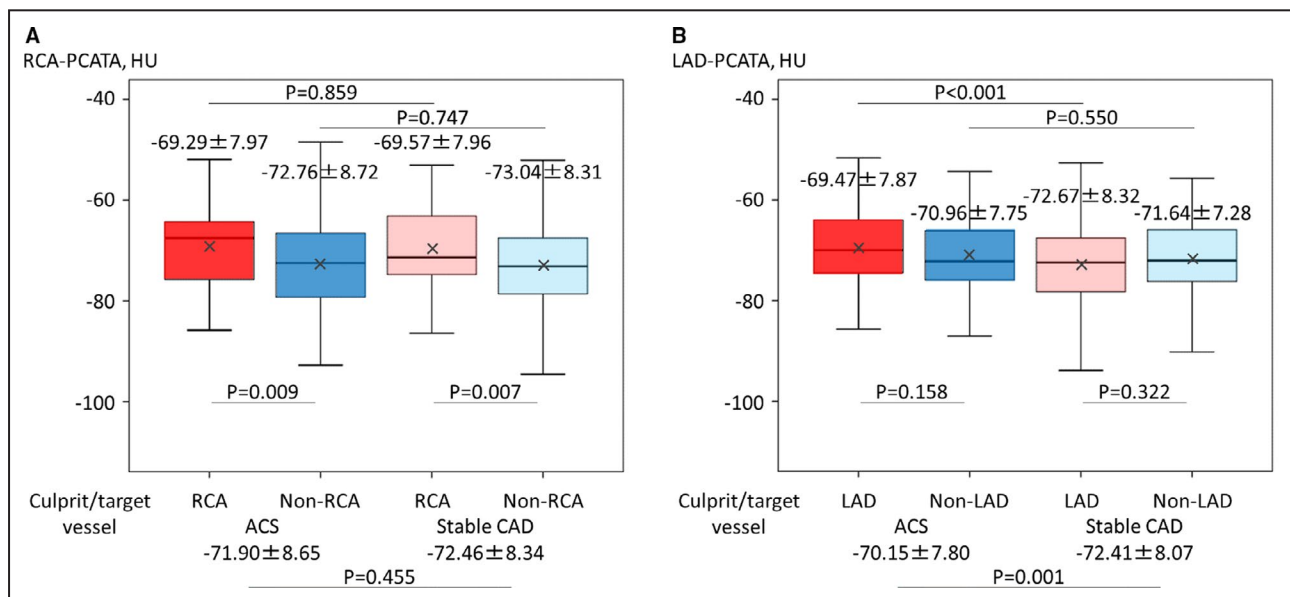 A
RCA-PCATA, HU
-40
-60
-80
-100
P=0.859
P=0.747
-69.29±7.97
-72.76±8.72
-69.57±7.96
-73.04±8.31
P=0.009
P=0.007
Culprit/target
vessel
RCA
Non-RCA
RCA
Non-RCA
ACS
Stable CAD
-71.90±8.65
-72.46±8.34
P=0.455
B
LAD-PCATA, HU
-40
-60
-80
-100
P<0.001
P=0.550
-69.47±7.87
-70.96±7.75
-72.67±8.32
-71.64±7.28
P=0.158
P=0.322
Culprit/target
vessel
LAD
Non-LAD
LAD
Non-LAD
ACS
Stable CAD
-70.15±7.80
-72.41±8.07
P=0.001